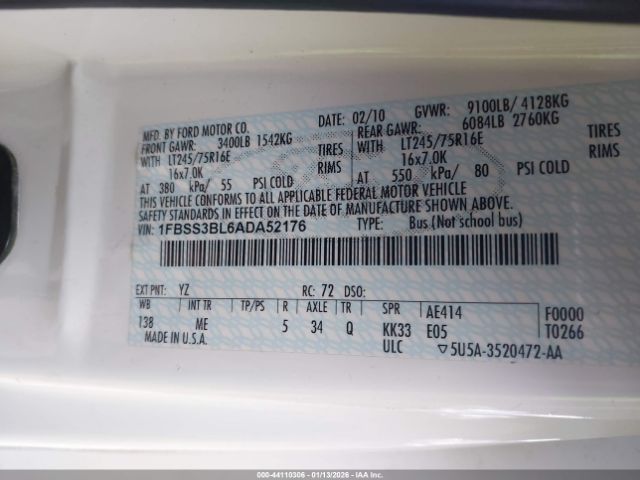 MFD. BY FORD MOTOR CO. DATE: 02/10 GVWR: 9100LB/ 4128KG
FRONT GAWR: 3400LB 1542KG REAR GAWR: 6084LB 2760KG
WITH LT245/75R16E TIRES WITH LT245/75R16E TIRES
16x7.0K RIMS 16x7.0K RIMS
AT 380 kPa/ 55 PSI COLD AT 550 kPa/ 80 PSI COLD
THIS VEHICLE CONFORMS TO ALL APPLICABLE FEDERAL MOTOR VEHICLE
SAFETY STANDARDS IN EFFECT ON THE DATE OF MANUFACTURE SHOWN ABOVE.
VIN: 1FBSS3BL6ADA52176 TYPE: Bus (Not School bus)
EXT PNT: YZ RC: 72 DSO:
WB INT TR TP/PS R AXLE TR SPR AE414 F0000
138 ME 5 34 Q KK33 E05 T0266
MADE IN U.S.A. ULC ▽5U5A-3520472-AA
000-44110306 - 01/13/2026 - IAA Inc.